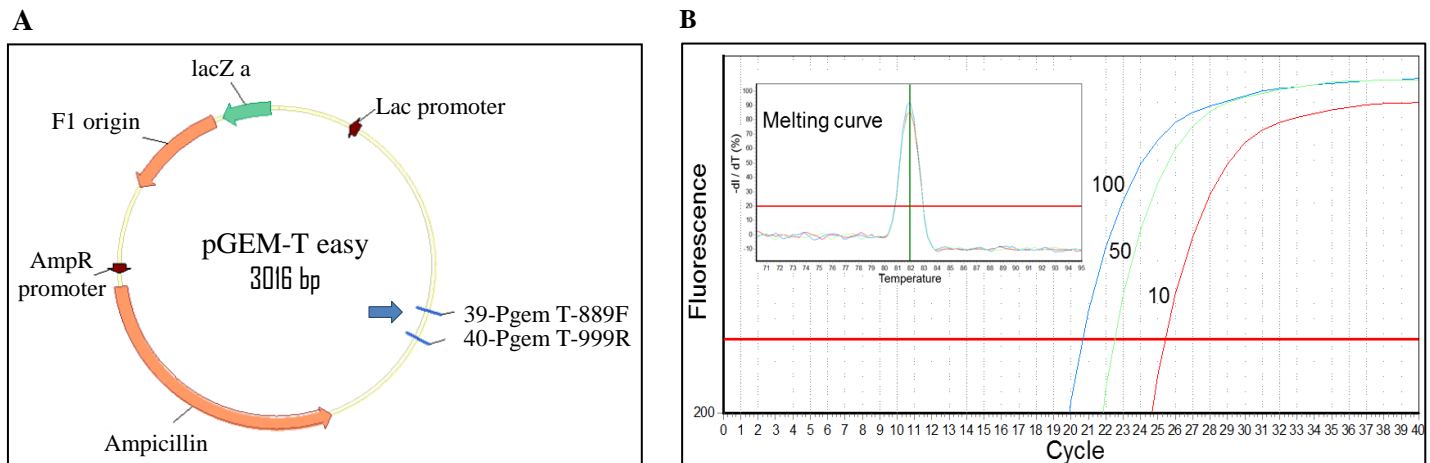 A
lacZ a
Lac promoter
F1 origin
pGEM-T easy
3016 bp
AmpR
promoter
39-Pgem T-889F
40-Pgem T-999R
Ampicillin
B
Melting curve
-dI / dT (%)
100
90
80
70
60
50
40
30
20
10
0
-10
71 72 73 74 75 76 77 78 79 80 81 82 83 84 85 86 87 88 89 90 91 92 93 94 95
Temperature
100
50
10
Fluorescence
200
0 1 2 3 4 5 6 7 8 9 10 11 12 13 14 15 16 17 18 19 20 21 22 23 24 25 26 27 28 29 30 31 32 33 34 35 36 37 38 39 40
Cycle